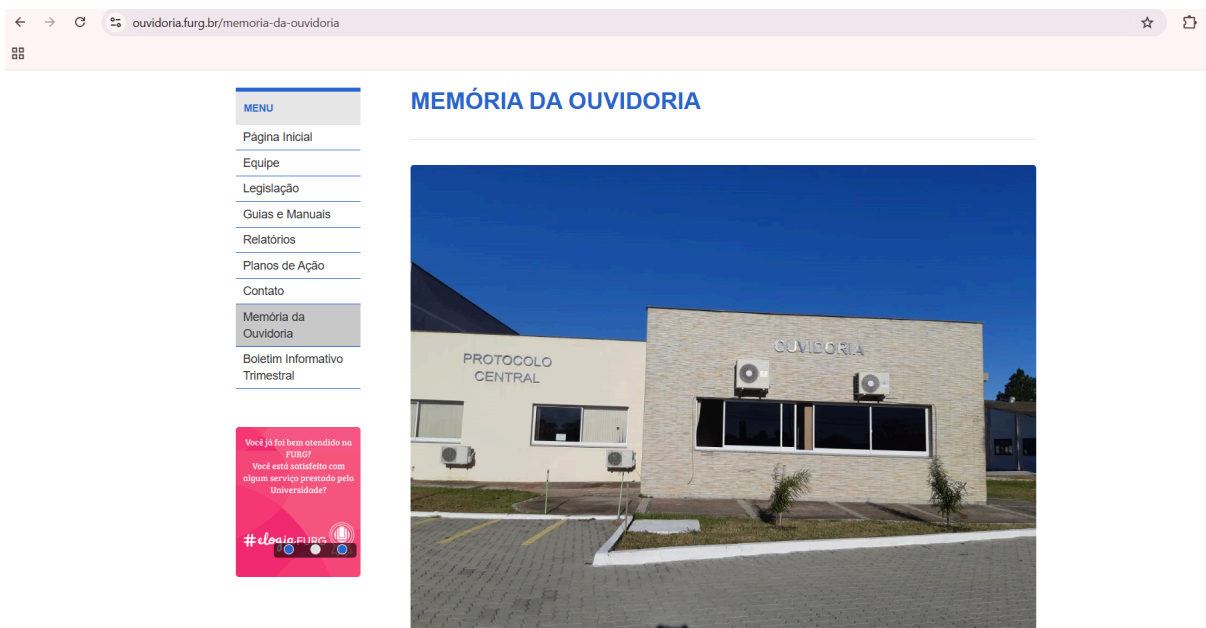 ouvidoria.furg.br/memoria-da-ouvidoria
MENU
Página Inicial
Equipe
Legislação
Guias e Manuais
Relatórios
Planos de Ação
Contato
Memória da
Ouvidoria
Boletim Informativo
Trimestral
Você já foi bem atendido na
FURG?
Você está satisfeito com
algum serviço prestado pela
Universidade?
#elogiaFURG
MEMÓRIA DA OUVIDORIA
PROTOCOLO
CENTRAL
OUVIDORIA